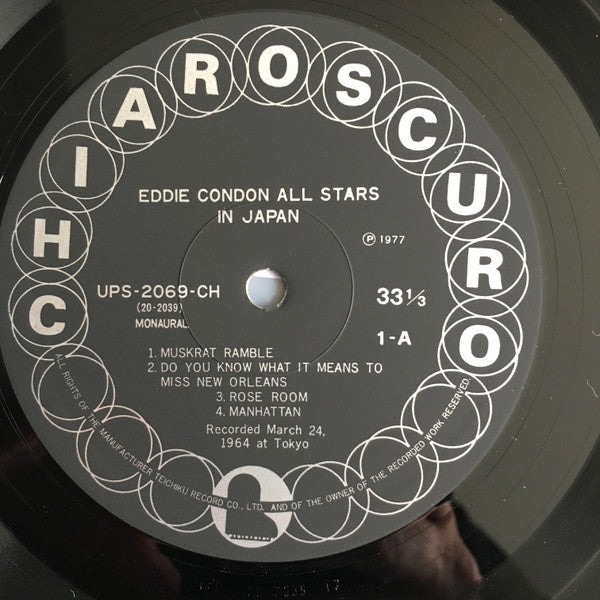 CHIAROSCURO
EDDIE CONDON ALL STARS
IN JAPAN
Ⓟ 1977
UPS-2069-CH
(20-2039)
MONAURAL
33 1/3
1-A
1. MUSKRAT RAMBLE
2. DO YOU KNOW WHAT IT MEANS TO
MISS NEW ORLEANS
3. ROSE ROOM
4. MANHATTAN
Recorded March 24,
1964 at Tokyo
ALL RIGHTS OF THE MANUFACTURER TEICHIKU RECORD CO., LTD. AND OF THE OWNER OF THE RECORDED WORK RESERVED.